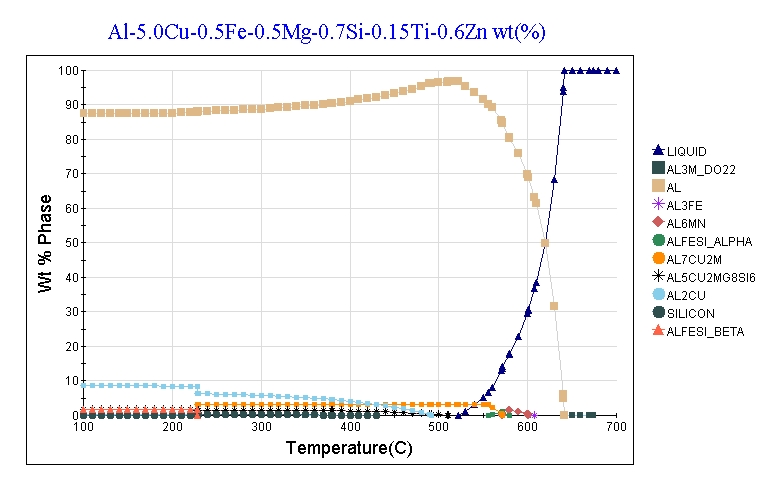 Al-5.0Cu-0.5Fe-0.5Mg-0.7Si-0.15Ti-0.6Zn wt(%)
100
90
80
70
60
50
40
30
20
10
0
Wt % Phase
100 200 300 400 500 600 700
Temperature(C)
LIQUID
AL3M_DO22
AL
AL3FE
AL6MN
ALFESI_ALPHA
AL7CU2M
AL5CU2MG8SI6
AL2CU
SILICON
ALFESI_BETA